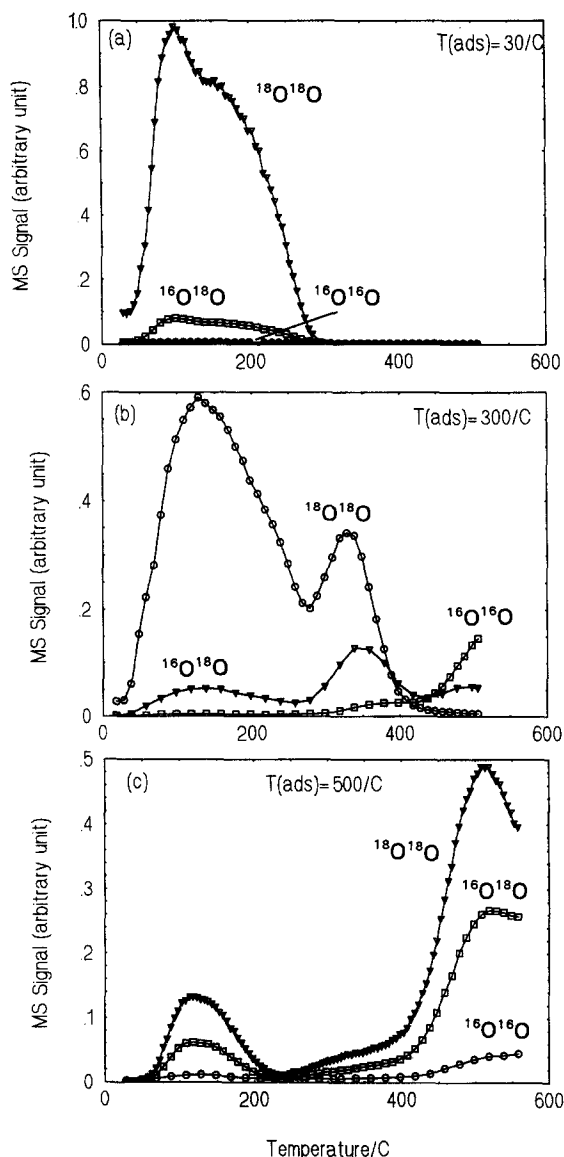 (a)
T(ads)= 30/C
1.0
.8
.6
.4
.2
0
¹⁸O¹⁸O
¹⁶O¹⁸O
¹⁶O¹⁶O
MS Signal (arbitrary unit)
0 200 400 600
(b)
T(ads)= 300/C
.6
.4
.2
0
¹⁸O¹⁸O
¹⁶O¹⁸O
¹⁶O¹⁶O
MS Signal (arbitrary unit)
0 200 400 600
(c)
T(ads)= 500/C
.5
.4
.3
.2
.1
0
¹⁸O¹⁸O
¹⁶O¹⁸O
¹⁶O¹⁶O
MS Signal (arbitrary unit)
0 200 400 600
Temperature/C